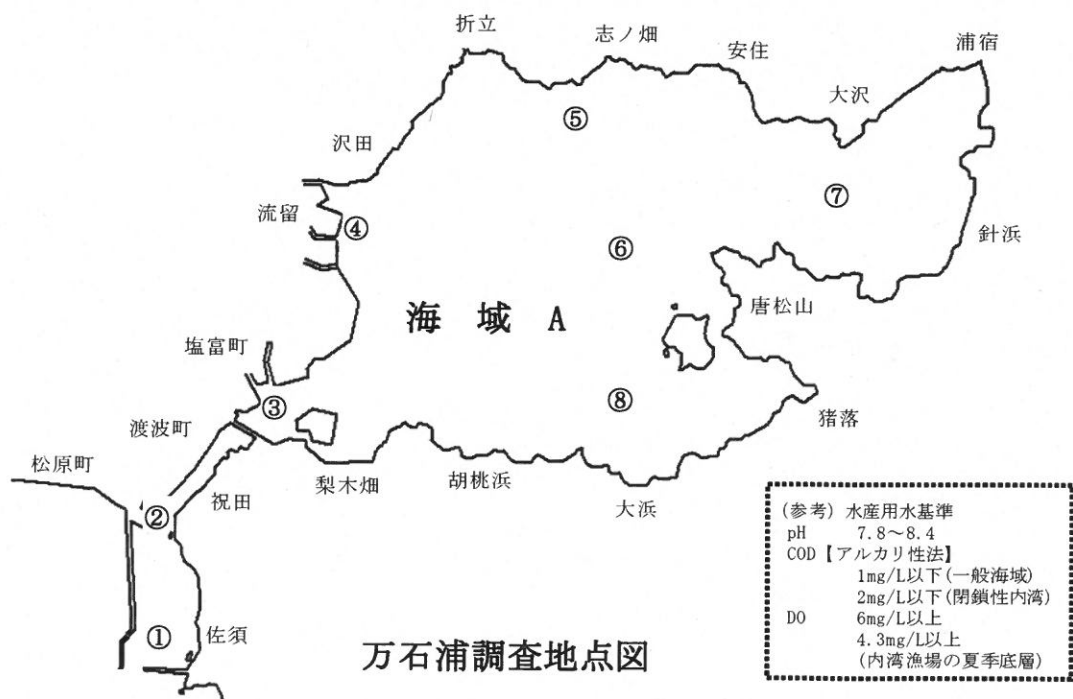 折立
志ノ畑
安住
浦宿
大沢
⑤
沢田
⑦
流留
④
⑥
針浜
唐松山
海域A
塩富町
③
⑧
渡波町
猪落
松原町
梨木畑
胡桃浜
祝田
大浜
②
①
佐須
万石浦調査地点図
(参考) 水産用水基準
pH 7.8～8.4
COD【アルカリ性法】
1mg/L以下(一般海域)
2mg/L以下(閉鎖性内湾)
DO 6mg/L以上
4.3mg/L以上
(内湾漁場の夏季底層)